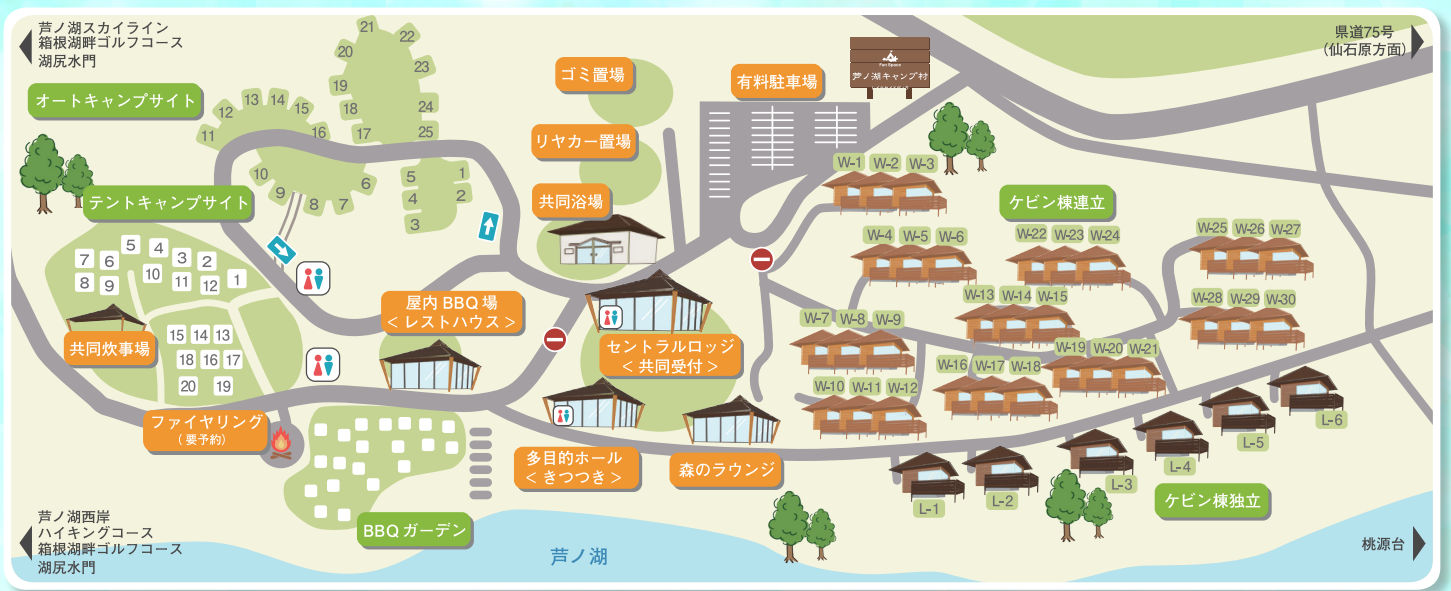 芦ノ湖スカイライン
箱根湖畔ゴルフコース
湖尻水門
県道75号
(仙石原方面)
オートキャンプサイト
ゴミ置場
有料駐車場
Fun Space
芦ノ湖キャンプ村
リヤカー置場
テントキャンプサイト
共同浴場
ケビン棟連立
21
22
20
23
19
18
24
17
25
13
14
12
15
11
16
10
9
8
7
6
5
1
4
2
3
5
4
3
2
1
7
6
8
9
10
11
12
15
14
13
18
16
17
20
19
W-1
W-2
W-3
W-4
W-5
W-6
W-22
W-23
W-24
W-25
W-26
W-27
W-13
W-14
W-15
W-28
W-29
W-30
W-7
W-8
W-9
W-19
W-20
W-21
W-16
W-17
W-18
W-10
W-11
W-12
屋内BBQ場
<レストハウス>
共同炊事場
セントラルロッジ
<共同受付>
ファイヤリング
(要予約)
多目的ホール
<きつつき>
森のラウンジ
BBQガーデン
L-1
L-2
L-3
L-4
L-5
L-6
ケビン棟独立
芦ノ湖西岸
ハイキングコース
箱根湖畔ゴルフコース
湖尻水門
芦ノ湖
桃源台